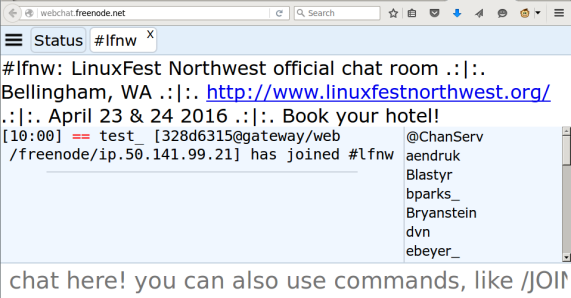 webchat.freenode.net
Search
Status
#lfnw X
#lfnw: LinuxFest Northwest official chat room .:|:.
Bellingham, WA .:|:. http://www.linuxfestnorthwest.org/
.:|:. April 23 & 24 2016 .:|:. Book your hotel!
[10:00] == test_ [328d6315@gateway/web
/freenode/ip.50.141.99.21] has joined #lfnw
@ChanServ
aendruk
Blastyr
bparks_
Bryanstein
dvn
ebeyer_
chat here! you can also use commands, like /JOIN